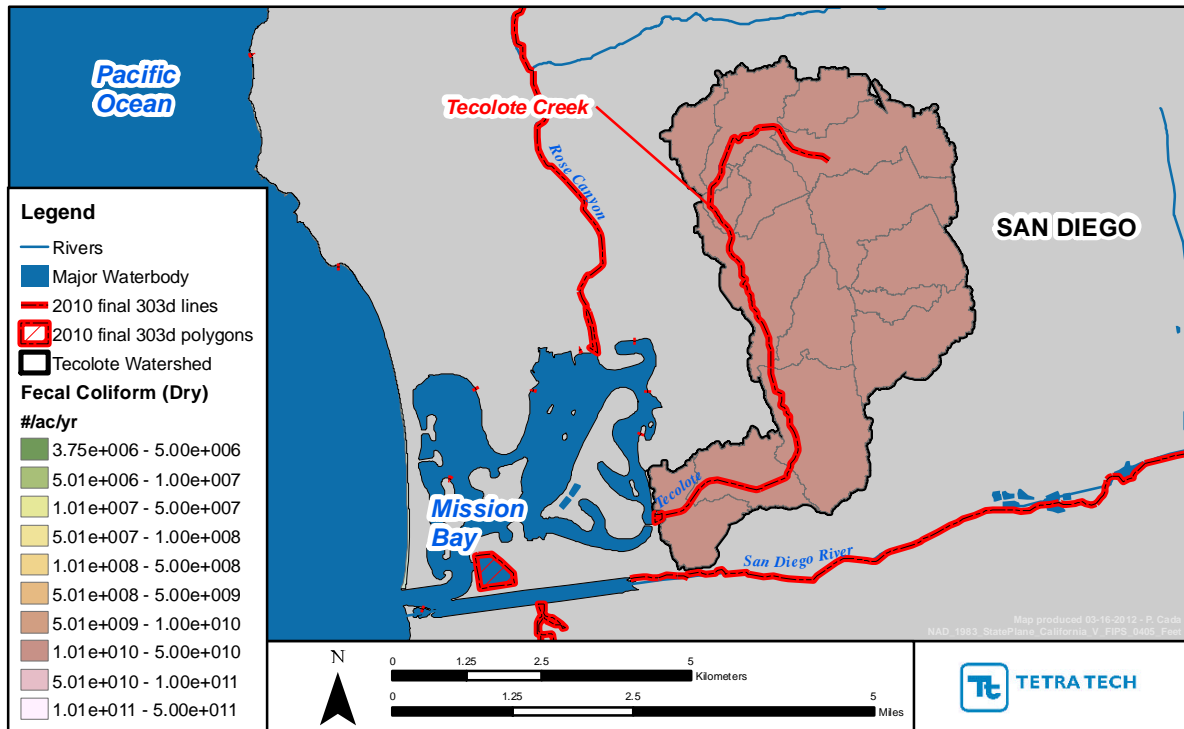 Pacific
Ocean
Tecolote Creek
Rose Canyon
SAN DIEGO
Tecolote
Mission
Bay
San Diego River
Legend
Rivers
Major Waterbody
2010 final 303d lines
2010 final 303d polygons
Tecolote Watershed
Fecal Coliform (Dry)
#/ac/yr
3.75e+006 - 5.00e+006
5.01e+006 - 1.00e+007
1.01e+007 - 5.00e+007
5.01e+007 - 1.00e+008
1.01e+008 - 5.00e+008
5.01e+008 - 5.00e+009
5.01e+009 - 1.00e+010
1.01e+010 - 5.00e+010
5.01e+010 - 1.00e+011
1.01e+011 - 5.00e+011
Map produced 03-16-2012 - P. Cada
NAD_1983_StatePlane_California_V_FIPS_0405_Feet
N
0 1.25 2.5 5
Kilometers
0 1.25 2.5 5
Miles
Tt TETRA TECH